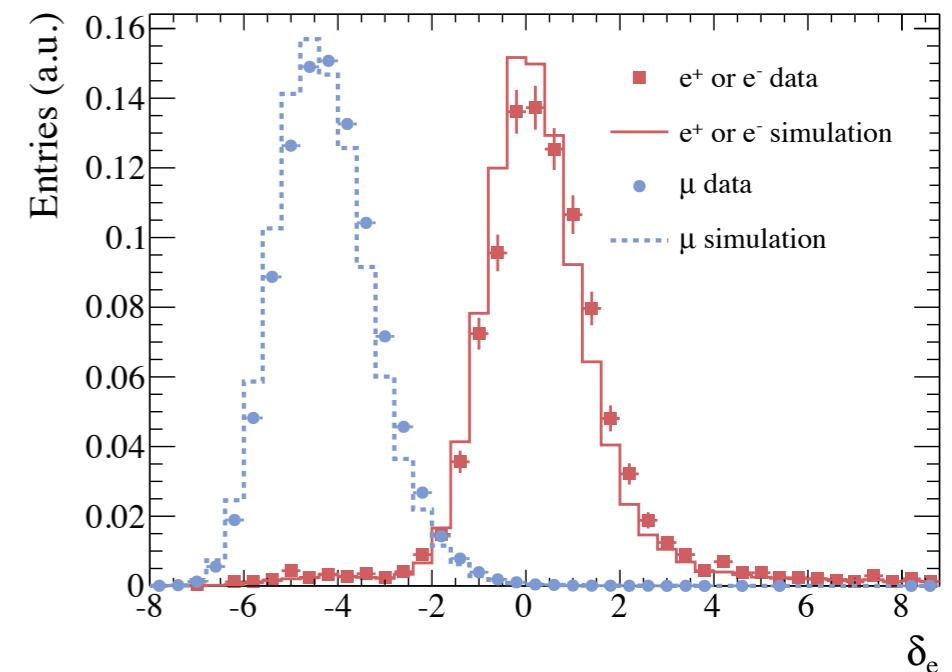 Entries (a.u.)
0.16
0.14
0.12
0.1
0.08
0.06
0.04
0.02
0
e⁺ or e⁻ data
e⁺ or e⁻ simulation
μ data
μ simulation
-8 -6 -4 -2 0 2 4 6 8
δₑ